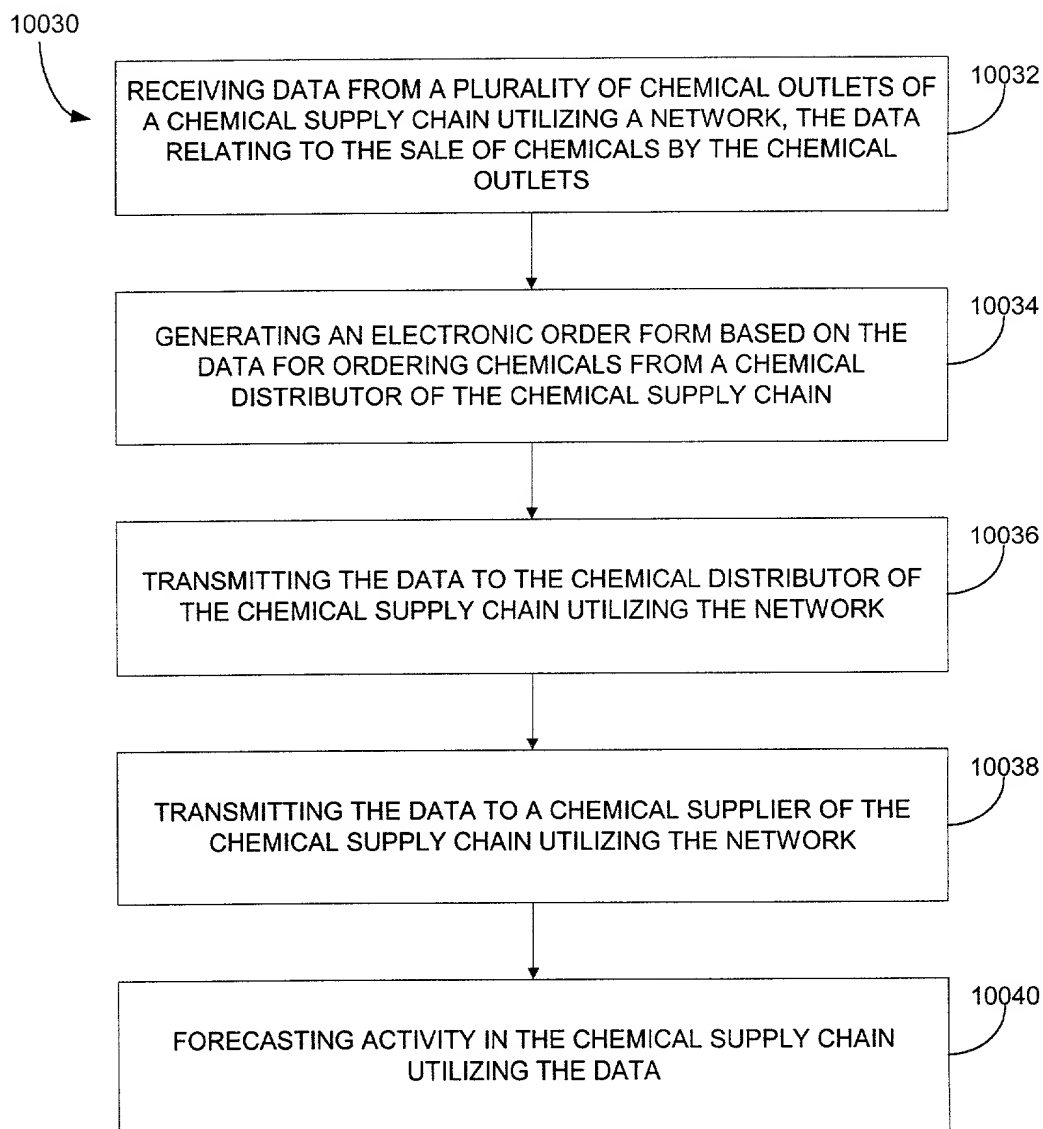 10030
RECEIVING DATA FROM A PLURALITY OF CHEMICAL OUTLETS OF
A CHEMICAL SUPPLY CHAIN UTILIZING A NETWORK, THE DATA
RELATING TO THE SALE OF CHEMICALS BY THE CHEMICAL
OUTLETS
10032
GENERATING AN ELECTRONIC ORDER FORM BASED ON THE
DATA FOR ORDERING CHEMICALS FROM A CHEMICAL
DISTRIBUTOR OF THE CHEMICAL SUPPLY CHAIN
10034
TRANSMITTING THE DATA TO THE CHEMICAL DISTRIBUTOR OF
THE CHEMICAL SUPPLY CHAIN UTILIZING THE NETWORK
10036
TRANSMITTING THE DATA TO A CHEMICAL SUPPLIER OF THE
CHEMICAL SUPPLY CHAIN UTILIZING THE NETWORK
10038
FORECASTING ACTIVITY IN THE CHEMICAL SUPPLY CHAIN
UTILIZING THE DATA
10040